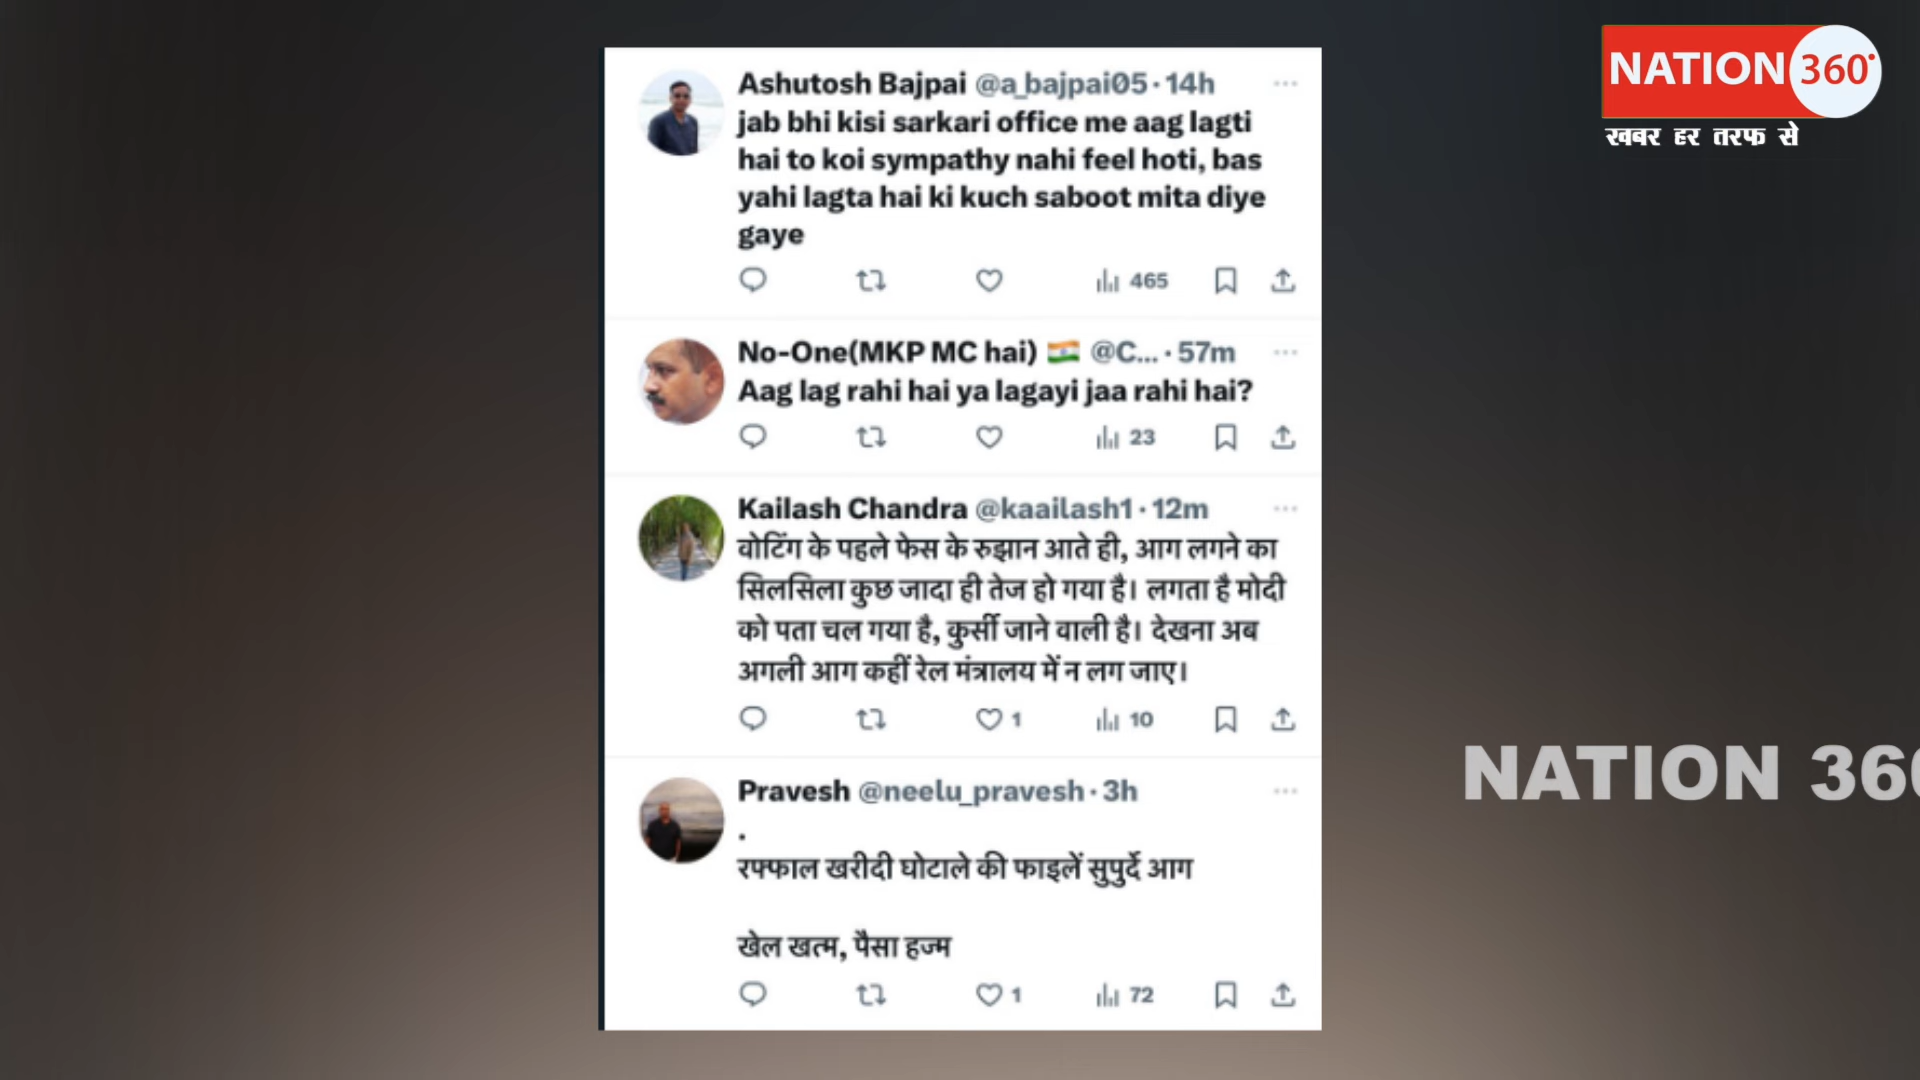 NATION 360°
खबर हर तरफ से
Ashutosh Bajpai @a_bajpai05 · 14h
jab bhi kisi sarkari office me aag lagti
hai to koi sympathy nahi feel hoti, bas
yahi lagta hai ki kuch saboot mita diye
gaye
465
No-One(MKP MC hai) 🇮🇳 @C... · 57m
Aag lag rahi hai ya lagayi jaa rahi hai?
23
Kailash Chandra @kaailash1 · 12m
वोटिंग के पहले फेस के रुझान आते ही, आग लगने का
सिलसिला कुछ जादा ही तेज हो गया है। लगता है मोदी
को पता चल गया है, कुर्सी जाने वाली है। देखना अब
अगली आग कहीं रेल मंत्रालय में न लग जाए।
1 10
Pravesh @neelu_pravesh · 3h
.
रफ्फाल खरीदी घोटाले की फाइलें सुपुर्दे आग
खेल खत्म, पैसा हज्म
1 72
NATION 360